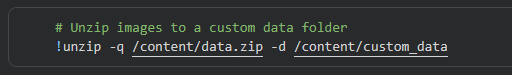 # Unzip images to a custom data folder
!unzip -q /content/data.zip -d /content/custom_data